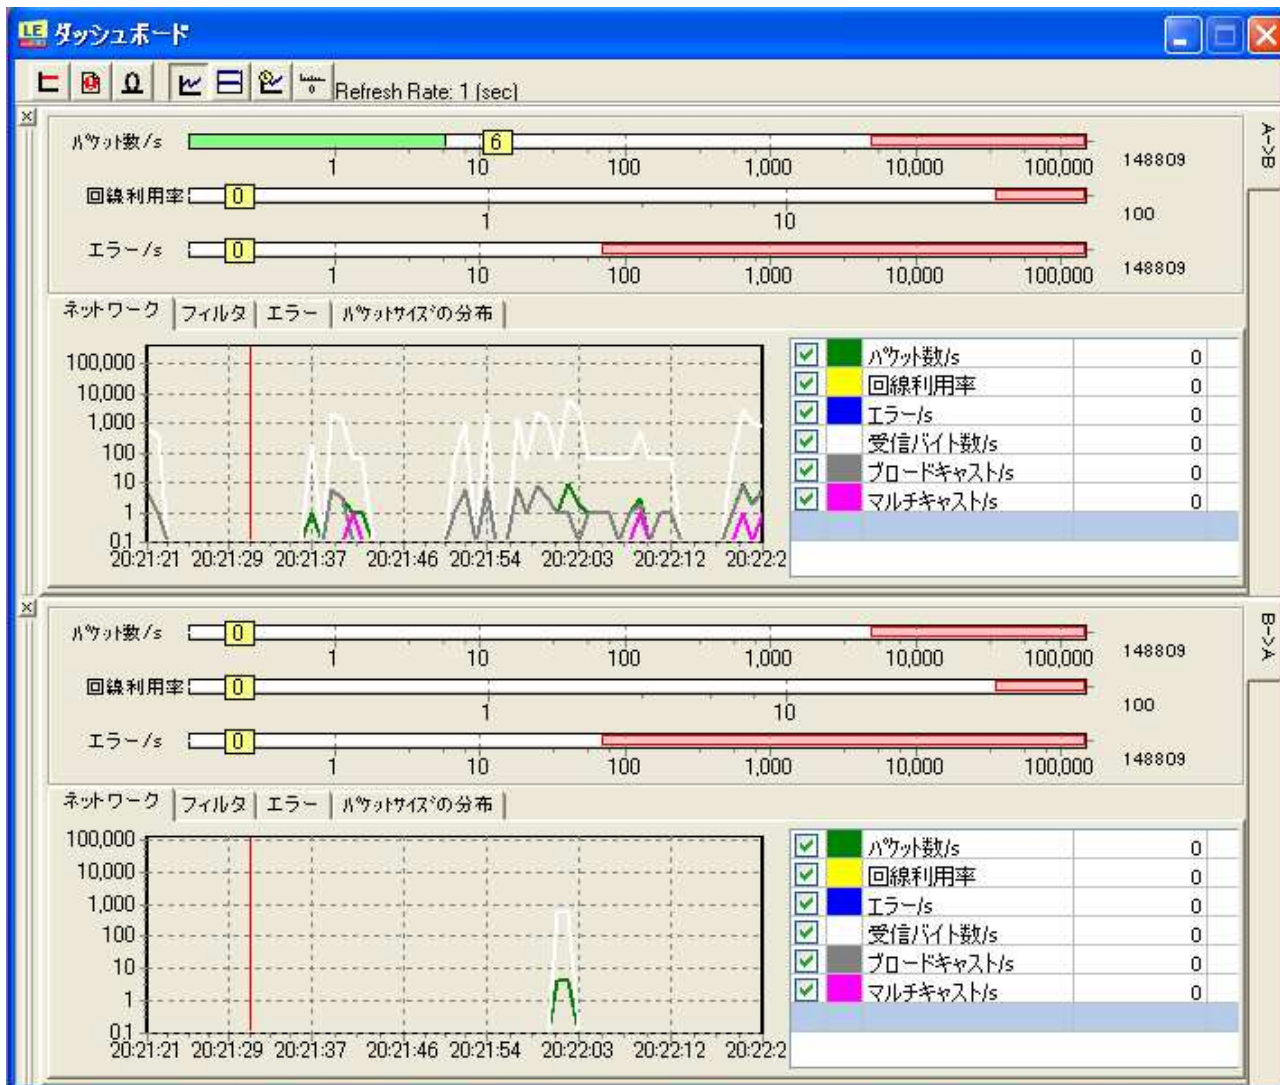 LE ダッシュボード
Refresh Rate: 1 (sec)
A->B
パケット数/s 6
1 10 100 1,000 10,000 100,000 148809
回線利用率 0
1 10 100
エラー/s 0
1 10 100 1,000 10,000 100,000 148809
ネットワーク フィルタ エラー パケットサイズの分布
100,000
10,000
1,000
100
10
1
0.1
20:21:21 20:21:29 20:21:37 20:21:46 20:21:54 20:22:03 20:22:12 20:22:2
パケット数/s 0
回線利用率 0
エラー/s 0
受信バイト数/s 0
ブロードキャスト/s 0
マルチキャスト/s 0
B->A
パケット数/s 0
1 10 100 1,000 10,000 100,000 148809
回線利用率 0
1 10 100
エラー/s 0
1 10 100 1,000 10,000 100,000 148809
ネットワーク フィルタ エラー パケットサイズの分布
100,000
10,000
1,000
100
10
1
0.1
20:21:21 20:21:29 20:21:37 20:21:46 20:21:54 20:22:03 20:22:12 20:22:2
パケット数/s 0
回線利用率 0
エラー/s 0
受信バイト数/s 0
ブロードキャスト/s 0
マルチキャスト/s 0